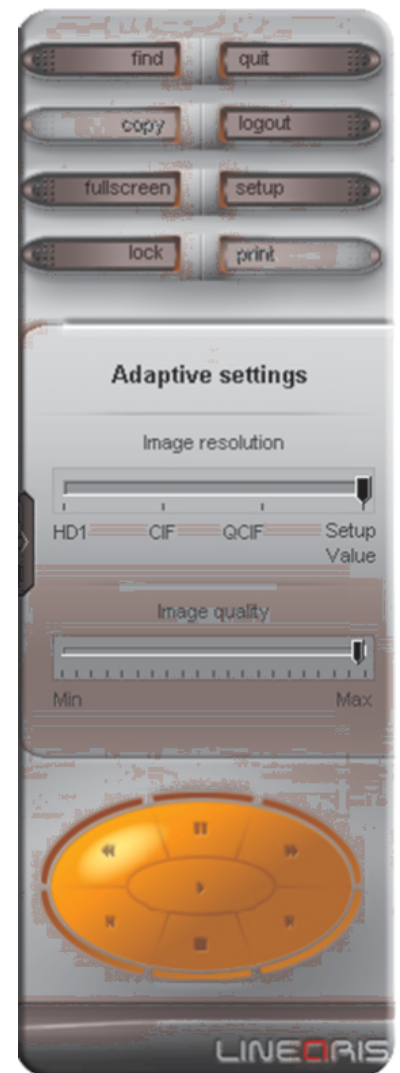 find quit
copy logout
fullscreen setup
lock print
Adaptive settings
Image resolution
HD1 CIF QCIF Setup
Value
Image quality
Min Max
LINEARIS